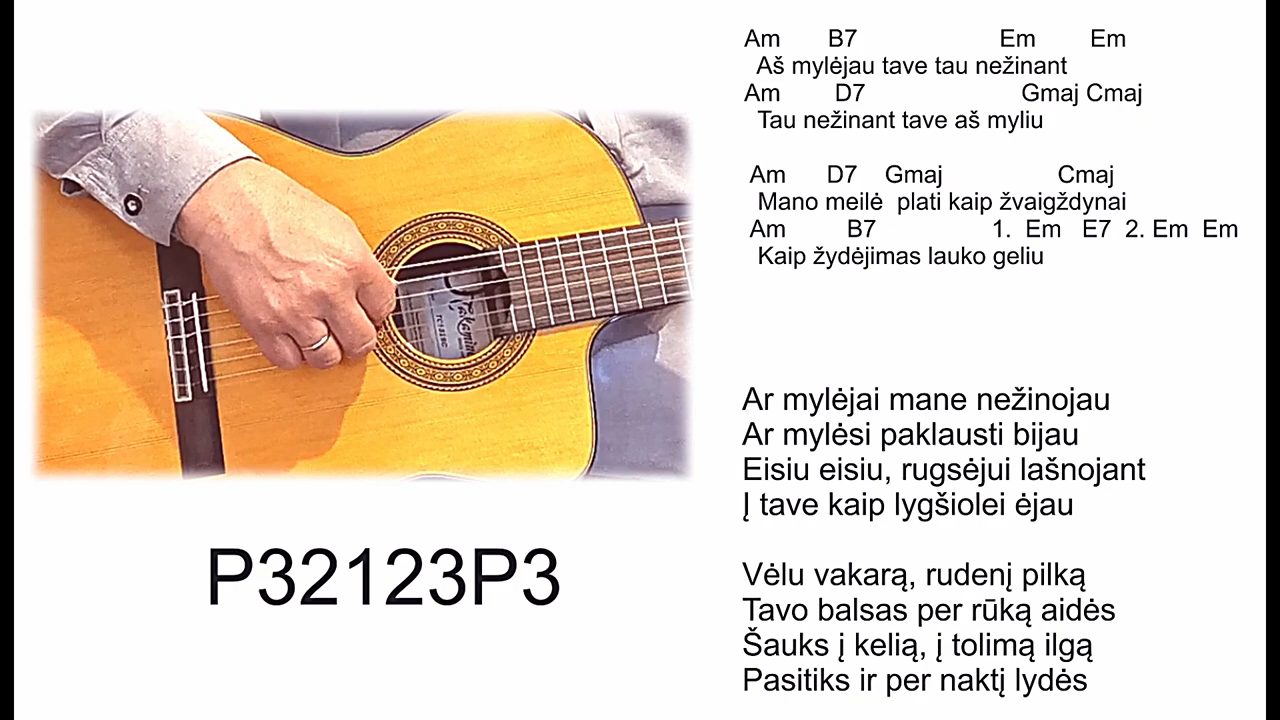 Am B7 Em Em
Aš mylėjau tave tau nežinant
Am D7 Gmaj Cmaj
Tau nežinant tave aš myliu
Am D7 Gmaj Cmaj
Mano meilė plati kaip žvaigždynai
Am B7 1. Em E7 2. Em Em
Kaip žydėjimas lauko geliu
Ar mylėjai mane nežinojau
Ar mylėsi paklausti bijau
Eisiu eisiu, rugsėjui lašnojant
Į tave kaip lygšiolei ėjau
Vėlu vakarą, rudenį pilką
Tavo balsas per rūką aidės
Šauks į kelią, į tolimą ilgą
Pasitiks ir per naktį lydės
P32123P3